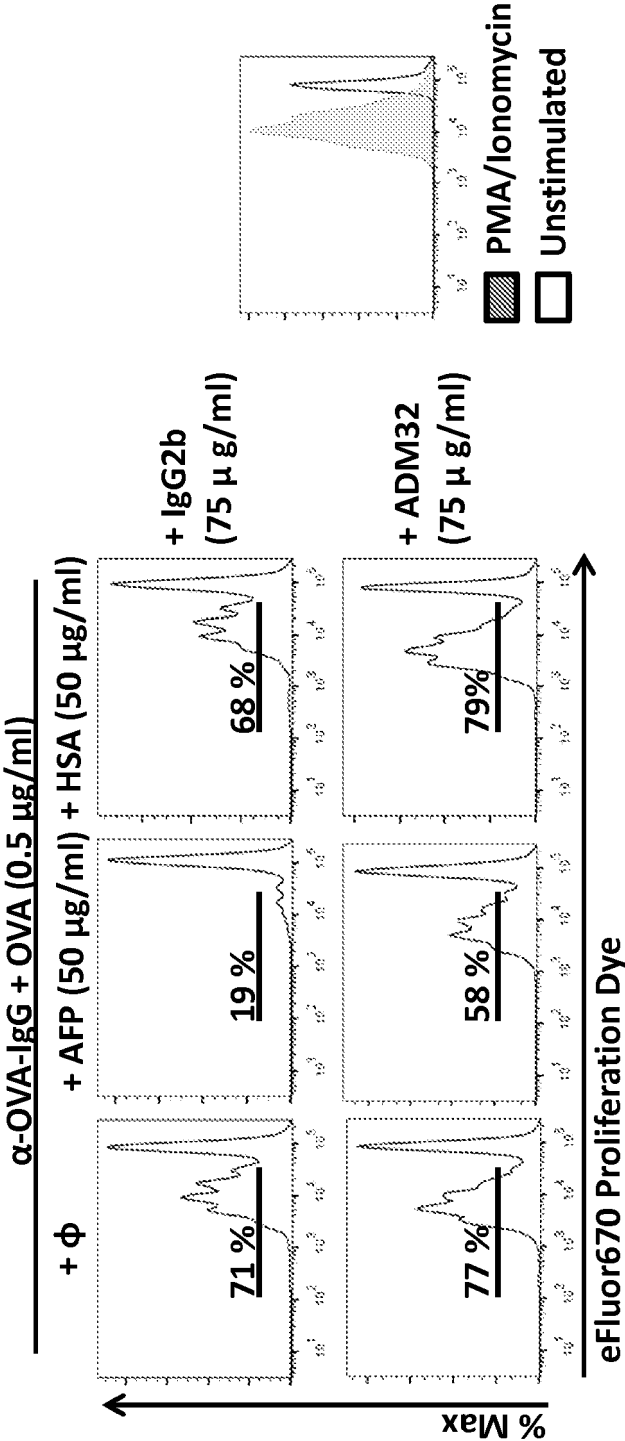 α-OVA-IgG + OVA (0.5 μg/ml)
+ ϕ
+ AFP (50 μg/ml)
+ HSA (50 μg/ml)
71 %
19 %
68 %
+ IgG2b
(75 μ g/ml)
77 %
58 %
79%
+ ADM32
(75 μ g/ml)
% Max
eFluor670 Proliferation Dye
PMA/Ionomycin
Unstimulated